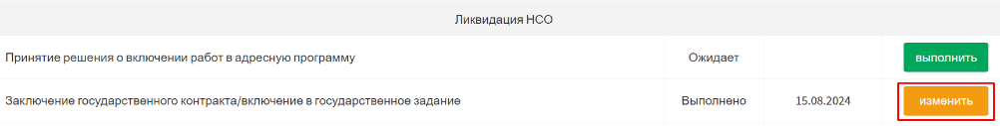 Ликвидация НСО
Принятие решения о включении работ в адресную программу Ожидает выполнить
Заключение государственного контракта/включение в государственное задание Выполнено 15.08.2024 изменить